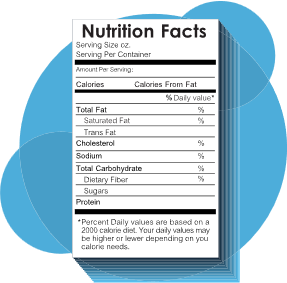 Nutrition Facts
Serving Size oz.
Serving Per Container
Amount Per Serving:
Calories Calories From Fat
% Daily value*
Total Fat %
Saturated Fat %
Trans Fat
Cholesterol %
Sodium %
Total Carbohydrate %
Dietary Fiber %
Sugars
Protein
*Percent Daily values are based on a
2000 calorie diet. Your daily values may
be higher or lower depending on you
calorie needs.